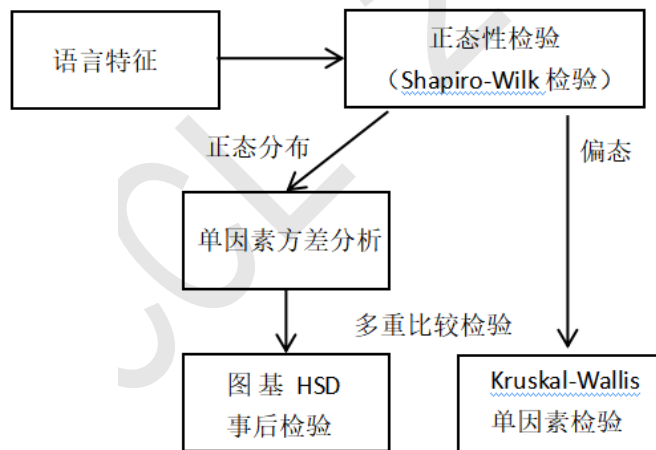 语言特征
正态性检验
（Shapiro-Wilk 检验）
正态分布
偏态
单因素方差分析
多重比较检验
图基 HSD
事后检验
Kruskal-Wallis
单因素检验
CCL 2